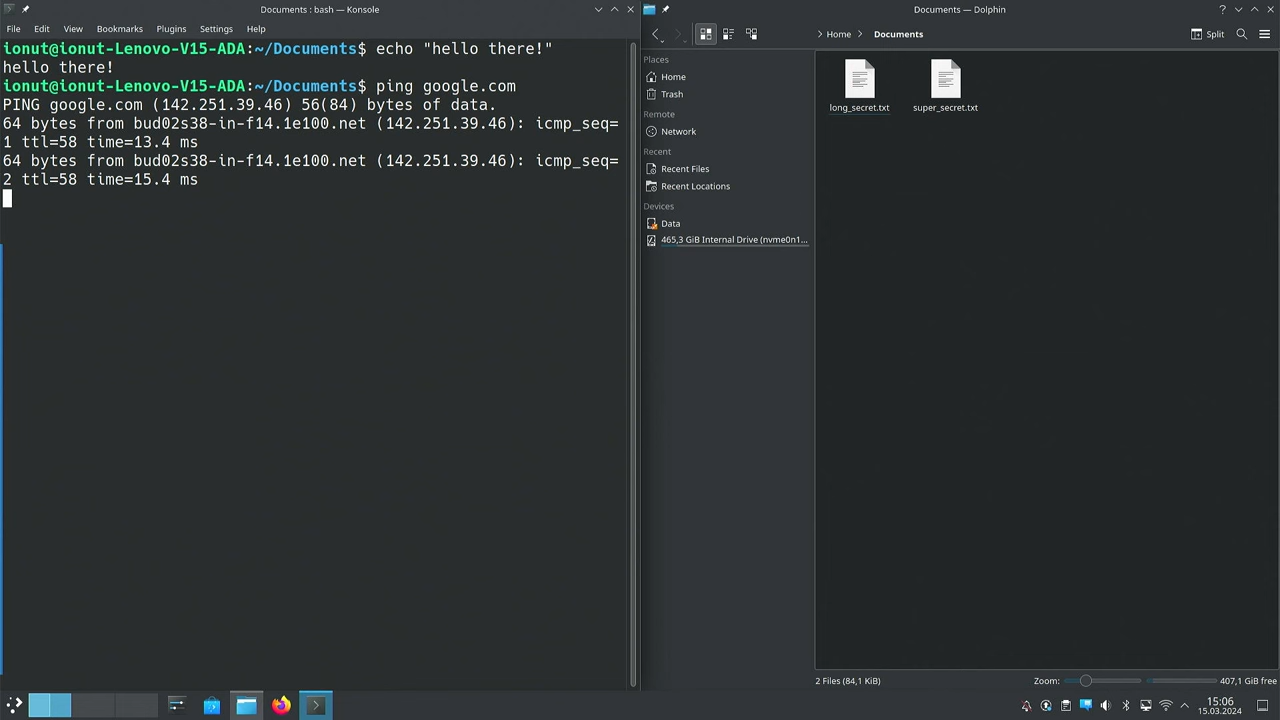 Documents : bash — Konsole
File Edit View Bookmarks Plugins Settings Help
ionut@ionut-Lenovo-V15-ADA:~/Documents$ echo "hello there!"
hello there!
ionut@ionut-Lenovo-V15-ADA:~/Documents$ ping google.com
PING google.com (142.251.39.46) 56(84) bytes of data.
64 bytes from bud02s38-in-f14.1e100.net (142.251.39.46): icmp_seq=
1 ttl=58 time=13.4 ms
64 bytes from bud02s38-in-f14.1e100.net (142.251.39.46): icmp_seq=
2 ttl=58 time=15.4 ms
Documents — Dolphin
Home
Documents
Split
Places
Home
Trash
Remote
Network
Recent
Recent Files
Recent Locations
Devices
Data
465,3 GiB Internal Drive (nvme0n1...
long_secret.txt
super_secret.txt
2 Files (84,1 KiB)
Zoom:
407,1 GiB free
15:06
15.03.2024